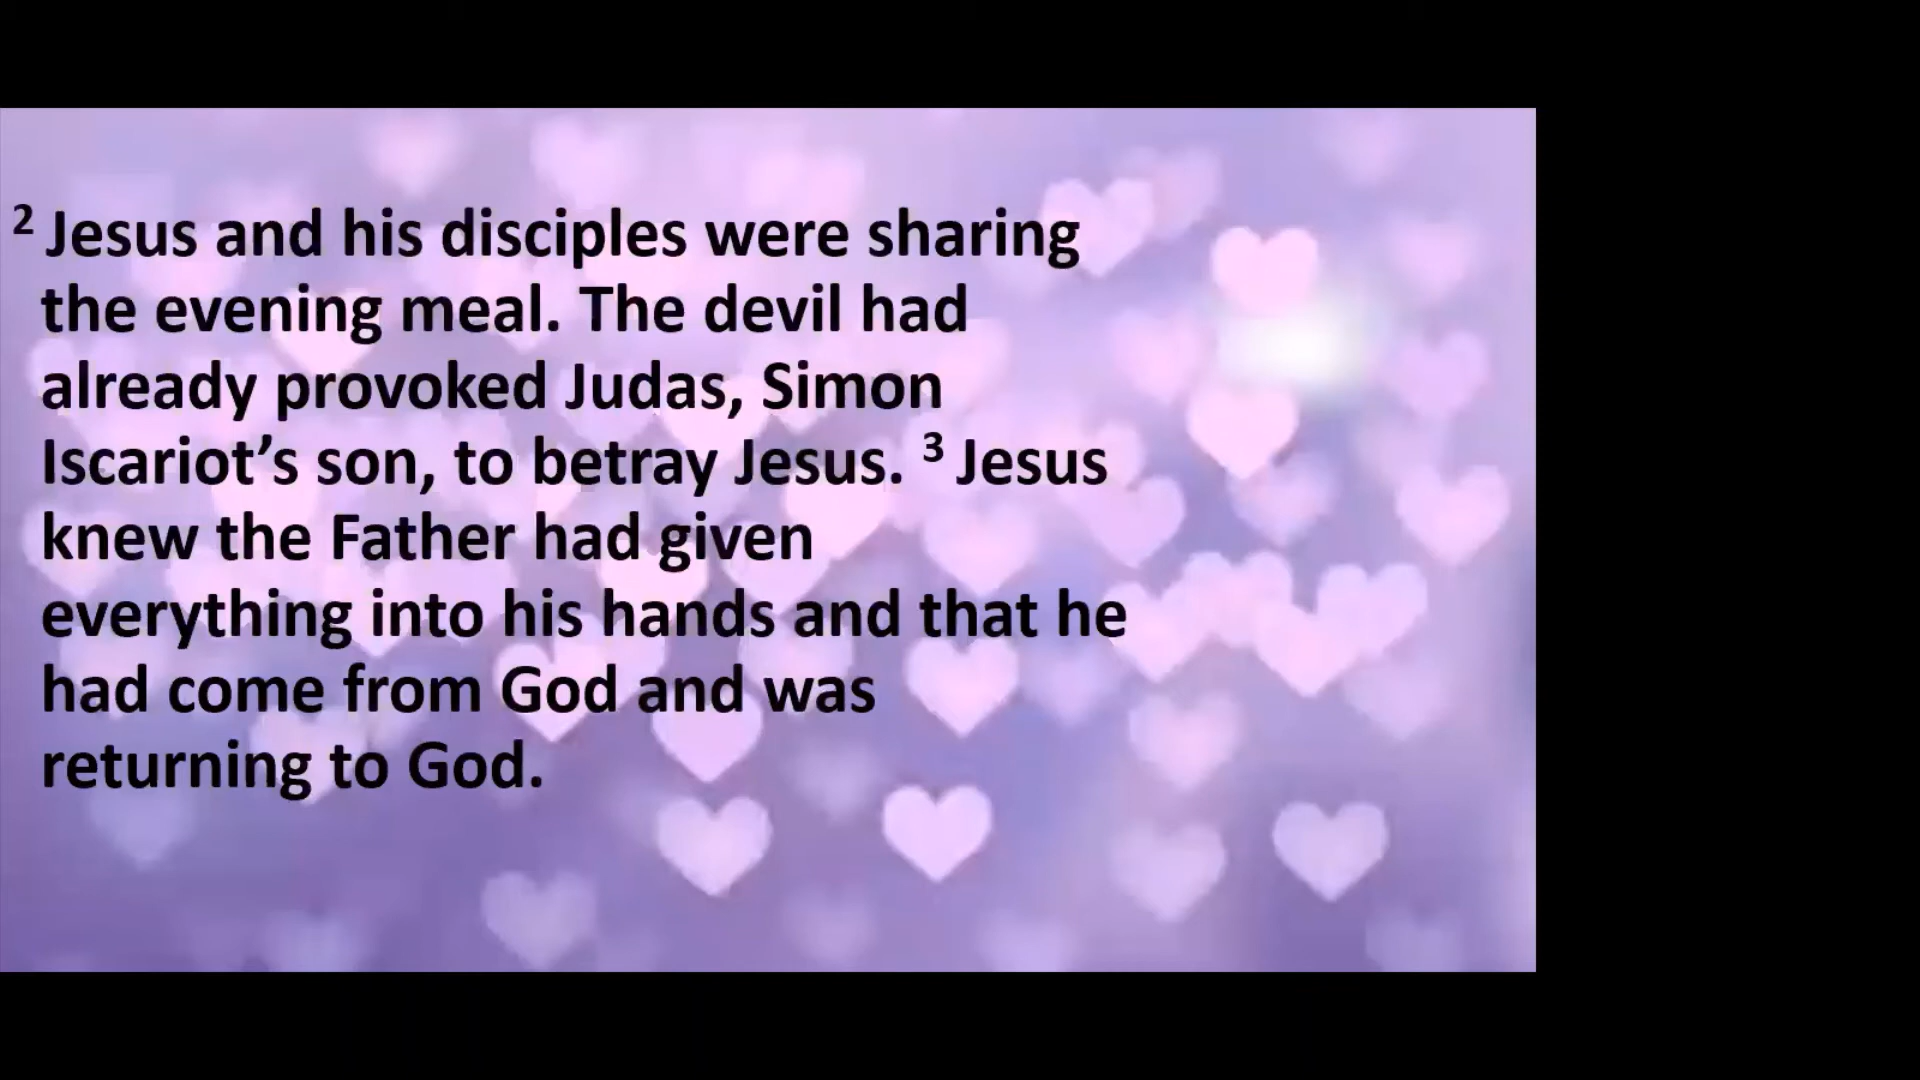 2 Jesus and his disciples were sharing
the evening meal. The devil had
already provoked Judas, Simon
Iscariot’s son, to betray Jesus. 3 Jesus
knew the Father had given
everything into his hands and that he
had come from God and was
returning to God.